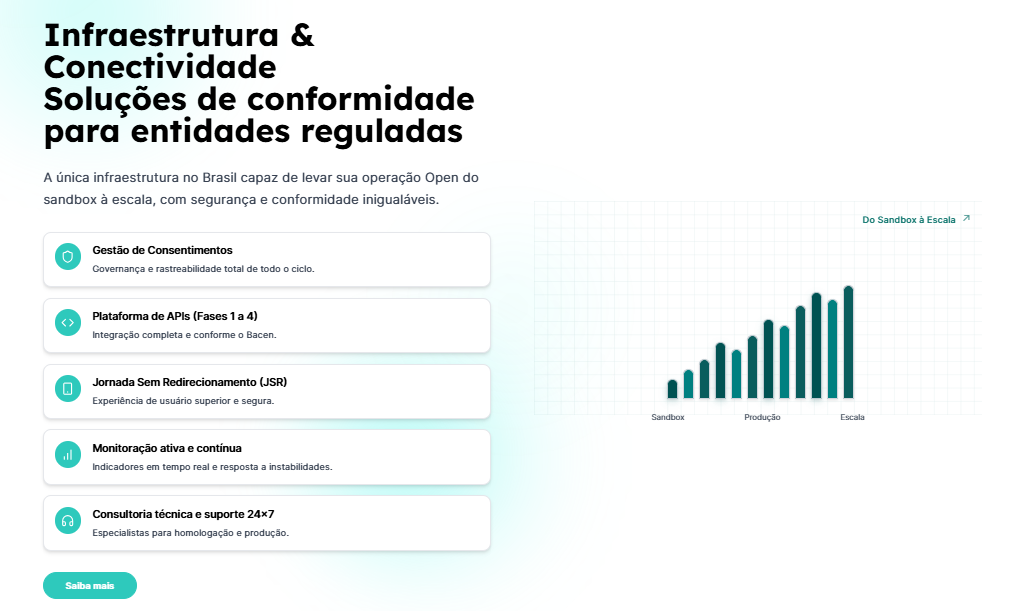 Infraestrutura &
Conectividade
Soluções de conformidade
para entidades reguladas
A única infraestrutura no Brasil capaz de levar sua operação Open do
sandbox à escala, com segurança e conformidade inigualáveis.
Gestão de Consentimentos
Governança e rastreabilidade total de todo o ciclo.
Plataforma de APIs (Fases 1 a 4)
Integração completa e conforme o Bacen.
Jornada Sem Redirecionamento (JSR)
Experiência de usuário superior e segura.
Monitoração ativa e contínua
Indicadores em tempo real e resposta a instabilidades.
Consultoria técnica e suporte 24×7
Especialistas para homologação e produção.
Saiba mais
Do Sandbox à Escala
Sandbox Produção Escala